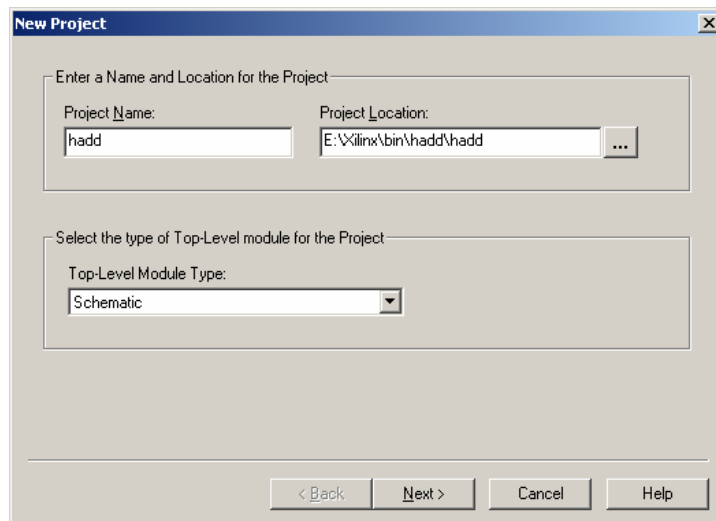 New Project
Enter a Name and Location for the Project
Project Name:
Project Location:
hadd
E:\Xilinx\bin\hadd\hadd
...
Select the type of Top-Level module for the Project
Top-Level Module Type:
Schematic
< Back
Next >
Cancel
Help